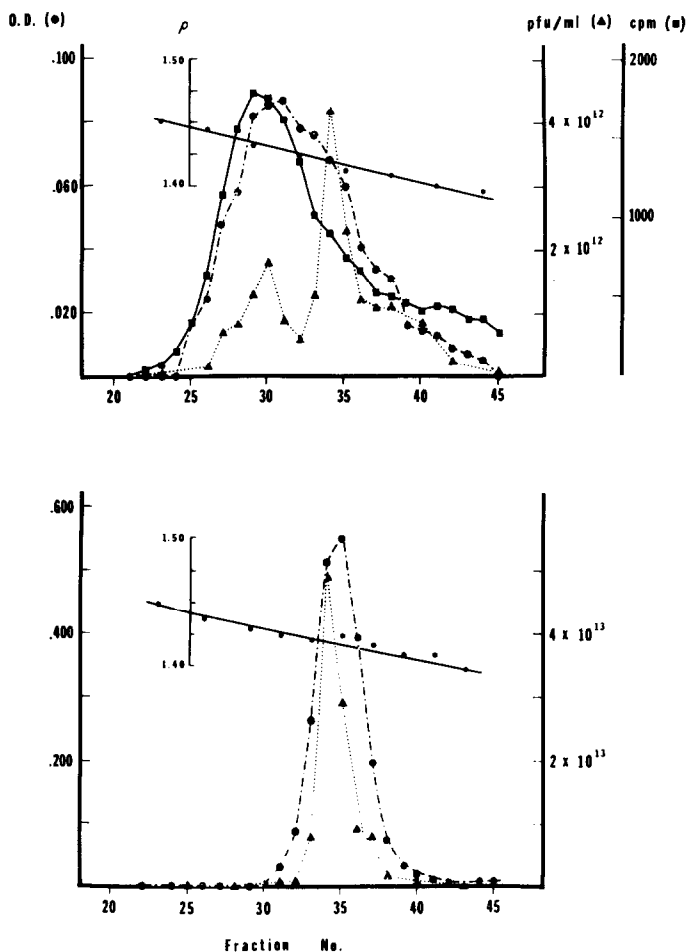 O.D. (●) ρ pfu/ml (▲) cpm (■)
.100 1.50 2000
4 x 10¹²
.060 1.40
1000
2 x 10¹²
.020
20 25 30 35 40 45
.600
1.50
.400 4 x 10¹³
1.40
.200 2 x 10¹³
20 25 30 35 40 45
Fraction No.